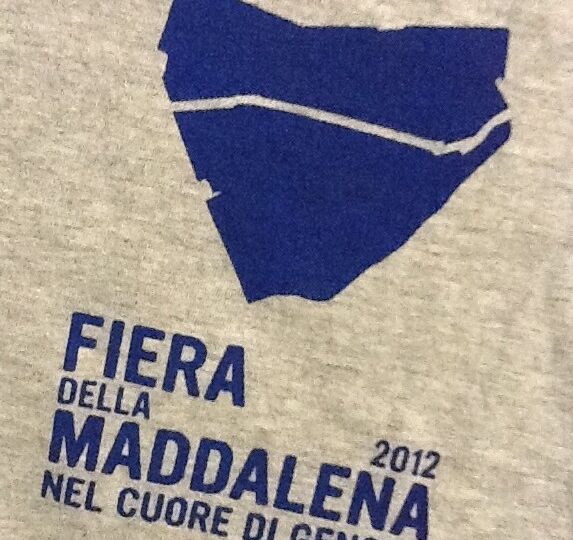 FIERA
DELLA
MADDALENA
2012
NEL CUORE DI